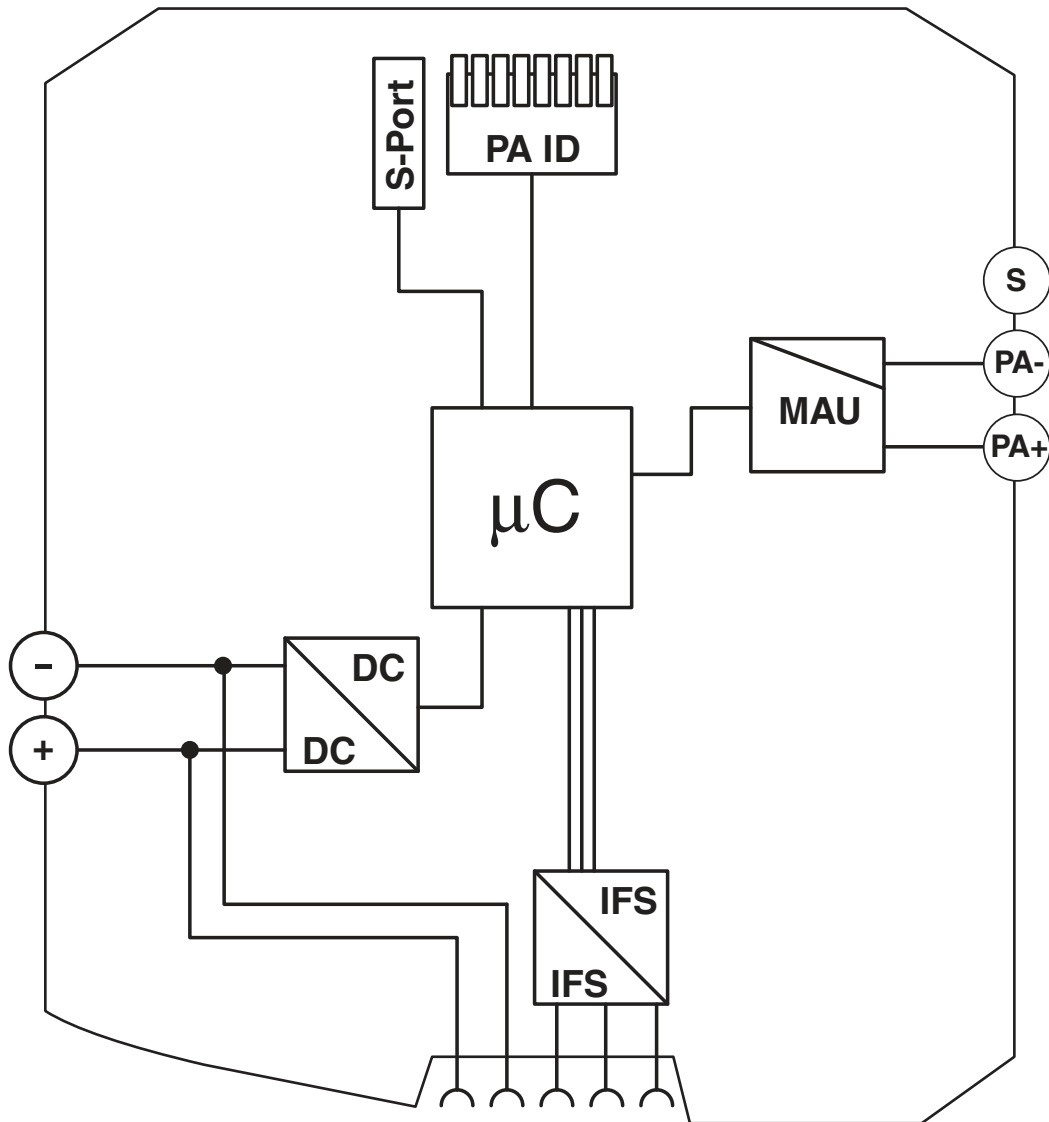 S-Port
PA ID
S
PA-
PA+
MAU
µC
-
DC
DC
+
IFS
IFS